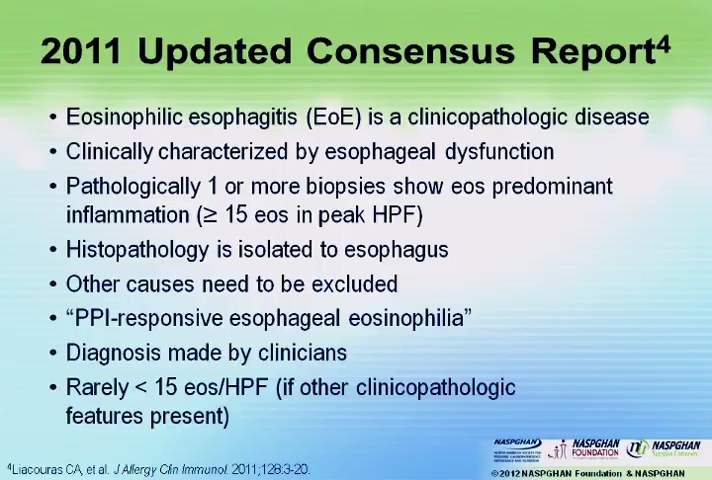 2011 Updated Consensus Report4
• Eosinophilic esophagitis (EoE) is a clinicopathologic disease
• Clinically characterized by esophageal dysfunction
• Pathologically 1 or more biopsies show eos predominant
inflammation (≥ 15 eos in peak HPF)
• Histopathology is isolated to esophagus
• Other causes need to be excluded
• “PPI-responsive esophageal eosinophilia”
• Diagnosis made by clinicians
• Rarely < 15 eos/HPF (if other clinicopathologic
features present)
NASPGHAN
NASPGHAN
FOUNDATION
NASPGHAN
4Liacouras CA, et al. J Allergy Clin Immunol. 2011;128:3-20.
©2012 NASPGHAN Foundation & NASPGHAN